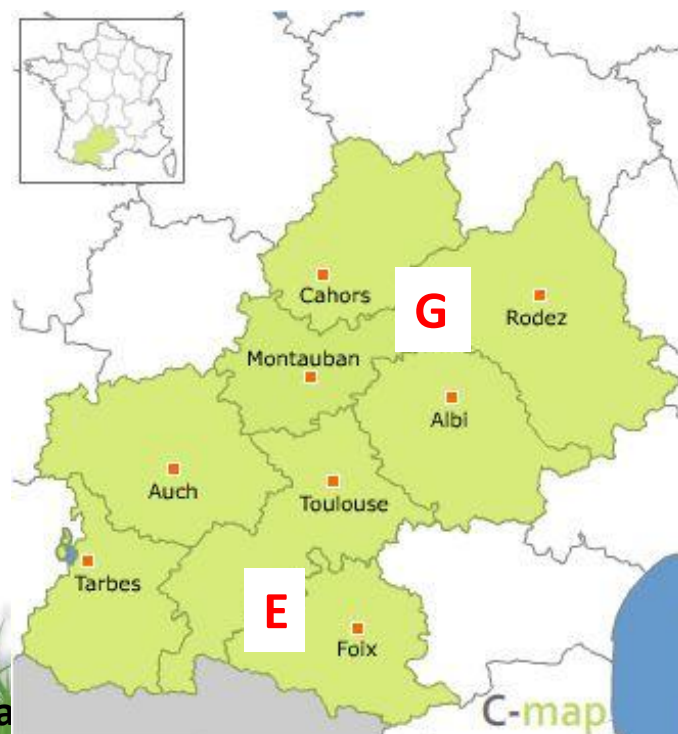 Cahors
G
Rodez
Montauban
Albi
Auch
Toulouse
Tarbes
E
Foix
a
C-map